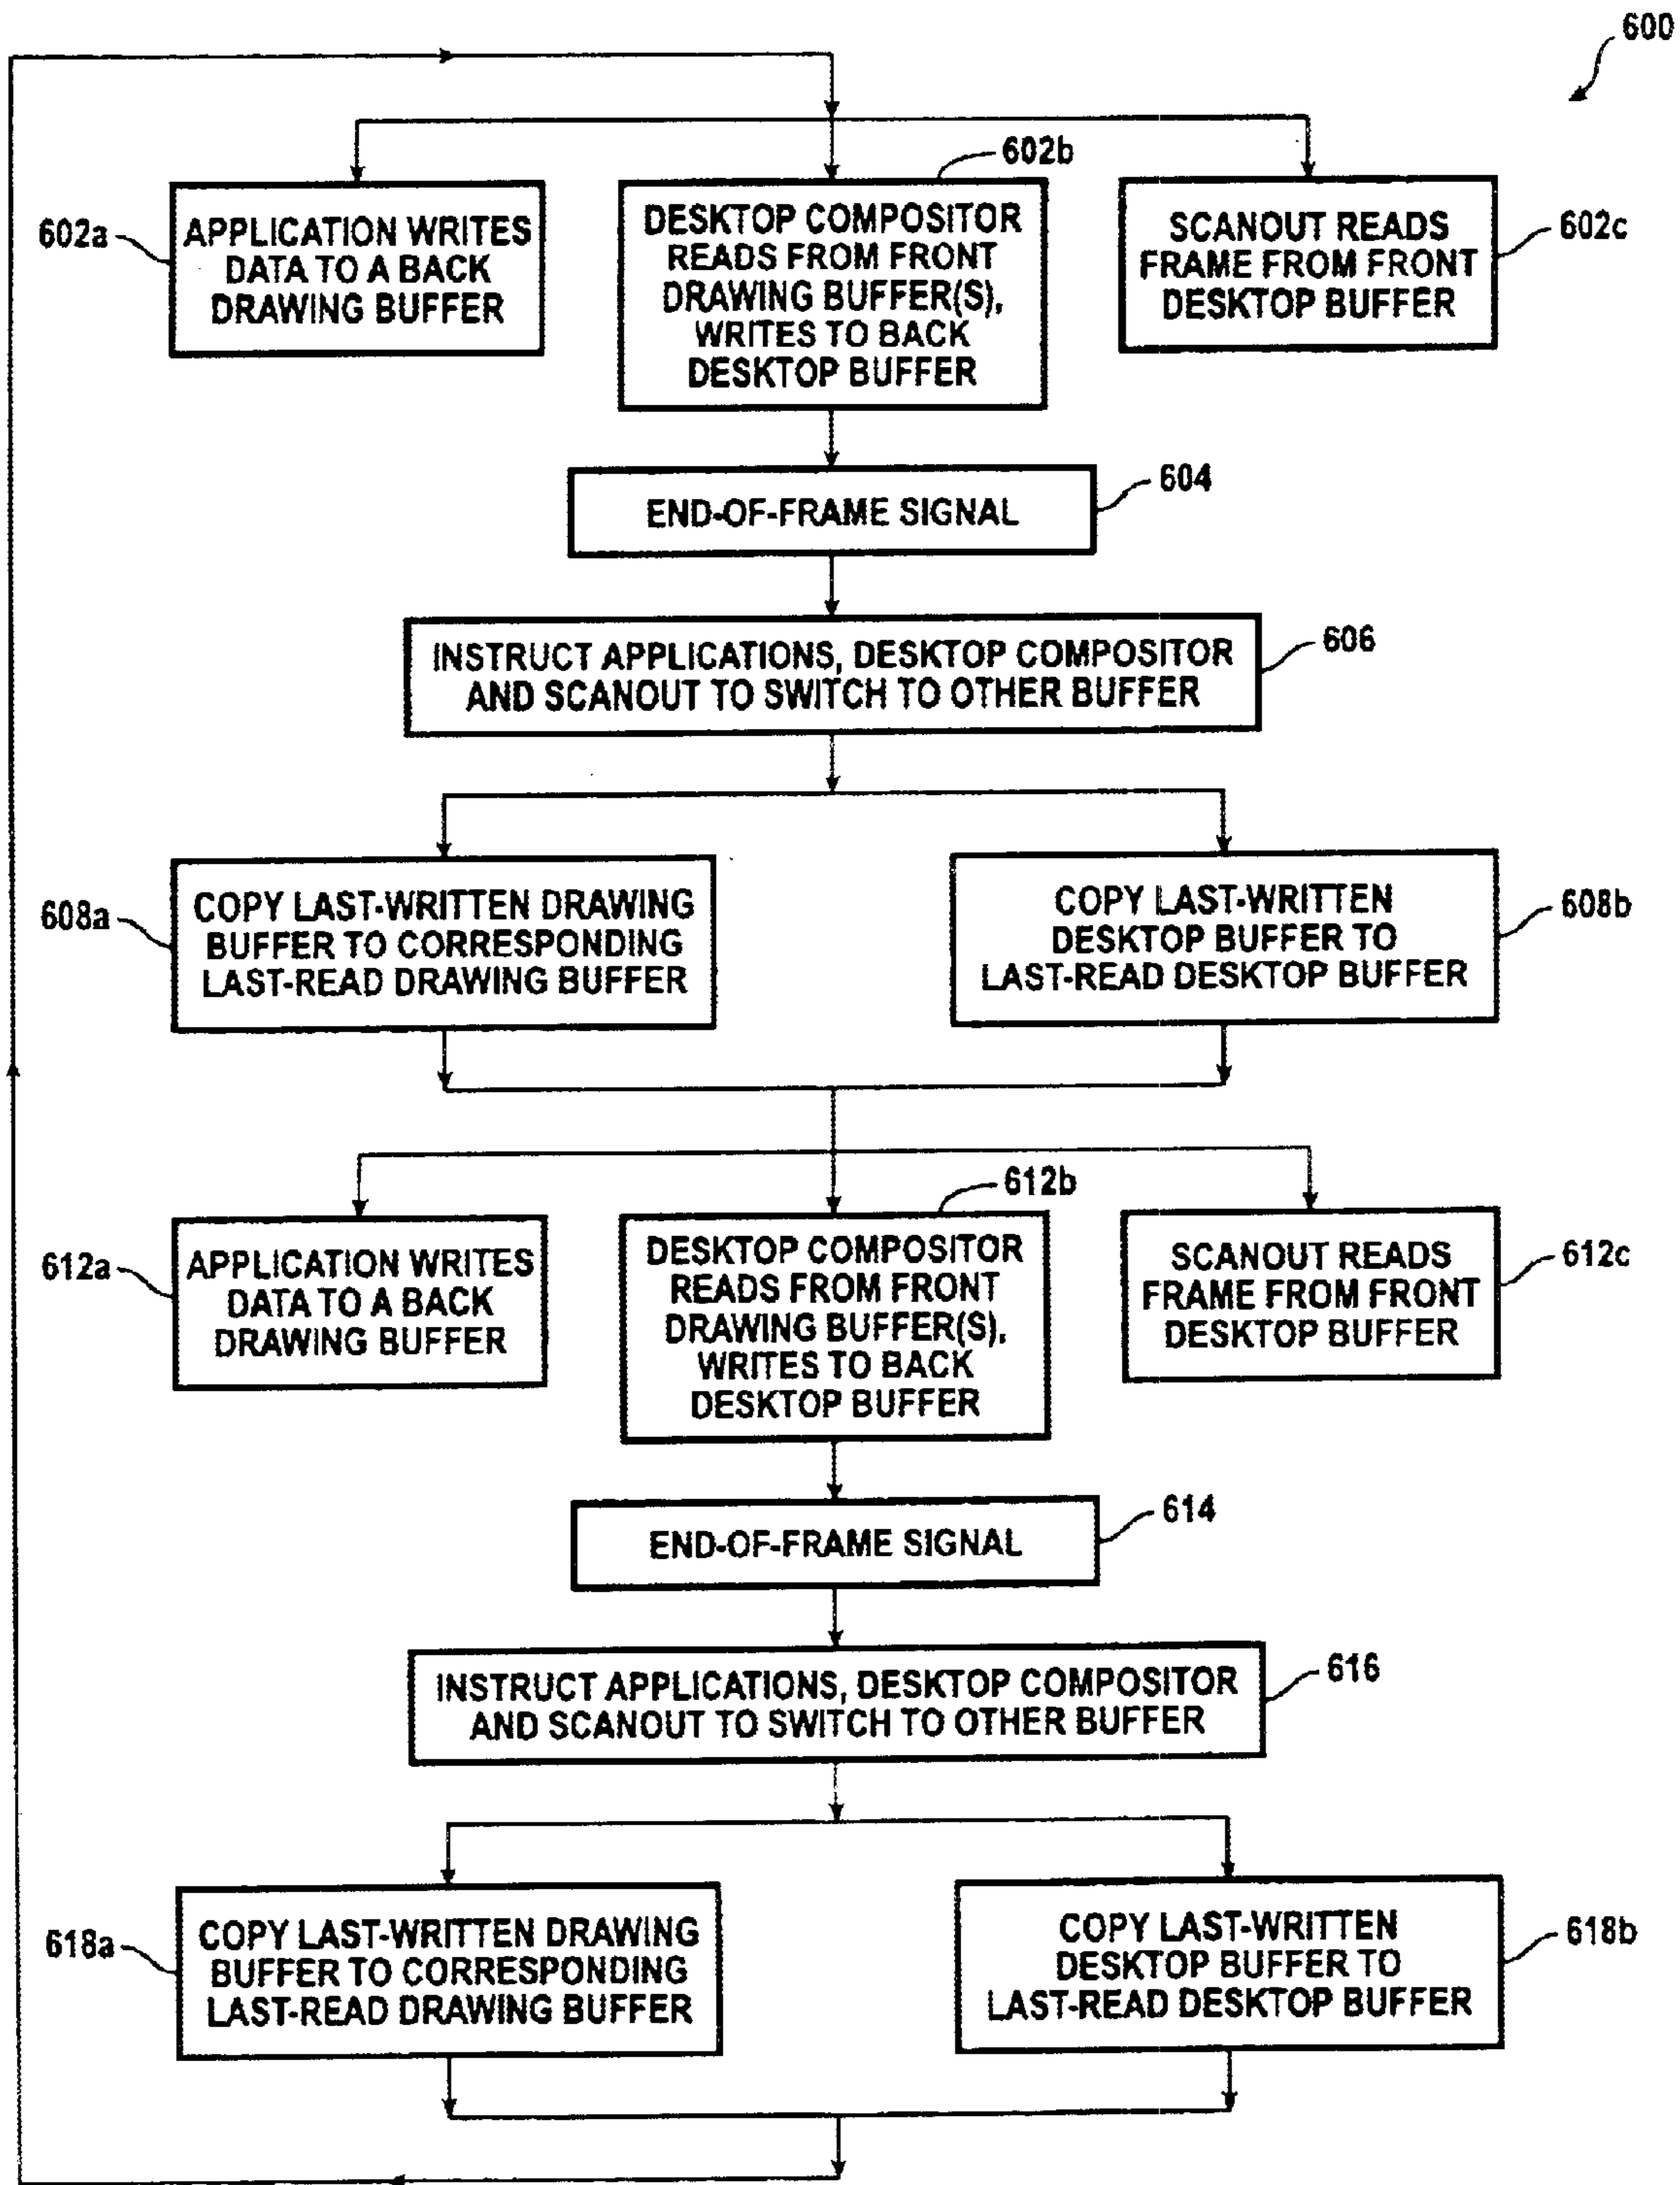 600
602a
APPLICATION WRITES
DATA TO A BACK
DRAWING BUFFER
602b
DESKTOP COMPOSITOR
READS FROM FRONT
DRAWING BUFFER(S),
WRITES TO BACK
DESKTOP BUFFER
602c
SCANOUT READS
FRAME FROM FRONT
DESKTOP BUFFER
604
END-OF-FRAME SIGNAL
606
INSTRUCT APPLICATIONS, DESKTOP COMPOSITOR
AND SCANOUT TO SWITCH TO OTHER BUFFER
608a
COPY LAST-WRITTEN DRAWING
BUFFER TO CORRESPONDING
LAST-READ DRAWING BUFFER
608b
COPY LAST-WRITTEN
DESKTOP BUFFER TO
LAST-READ DESKTOP BUFFER
612a
APPLICATION WRITES
DATA TO A BACK
DRAWING BUFFER
612b
DESKTOP COMPOSITOR
READS FROM FRONT
DRAWING BUFFER(S),
WRITES TO BACK
DESKTOP BUFFER
612c
SCANOUT READS
FRAME FROM FRONT
DESKTOP BUFFER
614
END-OF-FRAME SIGNAL
616
INSTRUCT APPLICATIONS, DESKTOP COMPOSITOR
AND SCANOUT TO SWITCH TO OTHER BUFFER
618a
COPY LAST-WRITTEN DRAWING
BUFFER TO CORRESPONDING
LAST-READ DRAWING BUFFER
618b
COPY LAST-WRITTEN
DESKTOP BUFFER TO
LAST-READ DESKTOP BUFFER